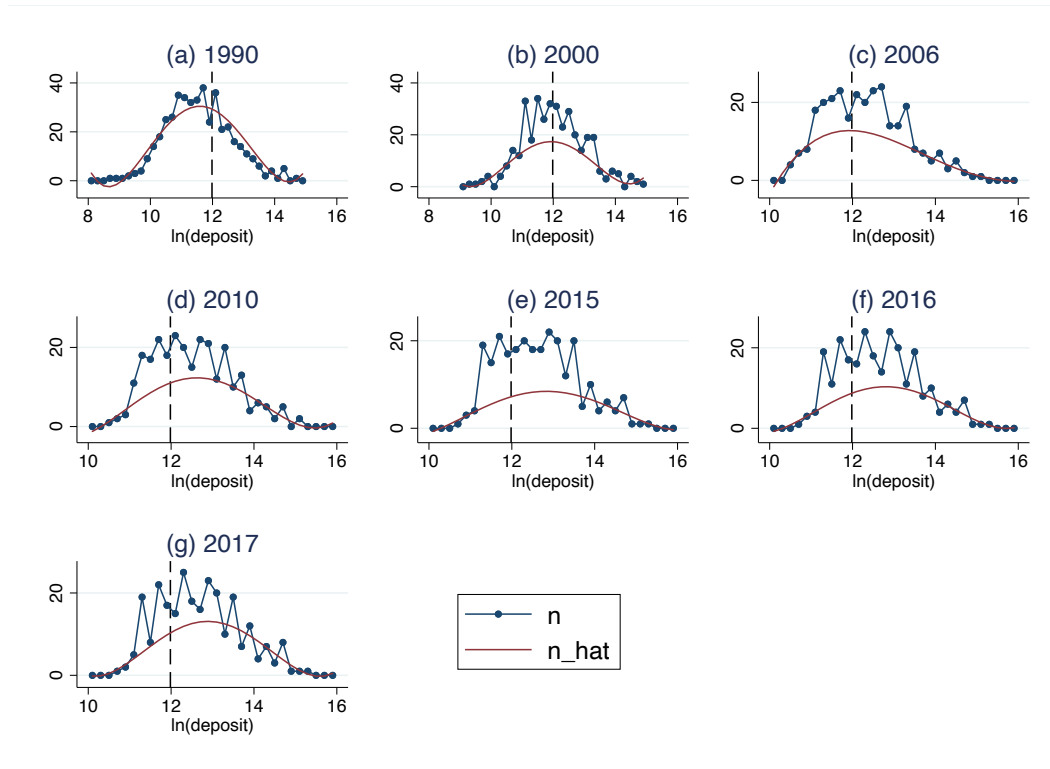 (a) 1990
40
20
0
8 10 12 14 16
ln(deposit)
(b) 2000
40
20
0
8 10 12 14 16
ln(deposit)
(c) 2006
20
0
10 12 14 16
ln(deposit)
(d) 2010
20
0
10 12 14 16
ln(deposit)
(e) 2015
20
0
10 12 14 16
ln(deposit)
(f) 2016
20
0
10 12 14 16
ln(deposit)
(g) 2017
20
0
10 12 14 16
ln(deposit)
n
n_hat